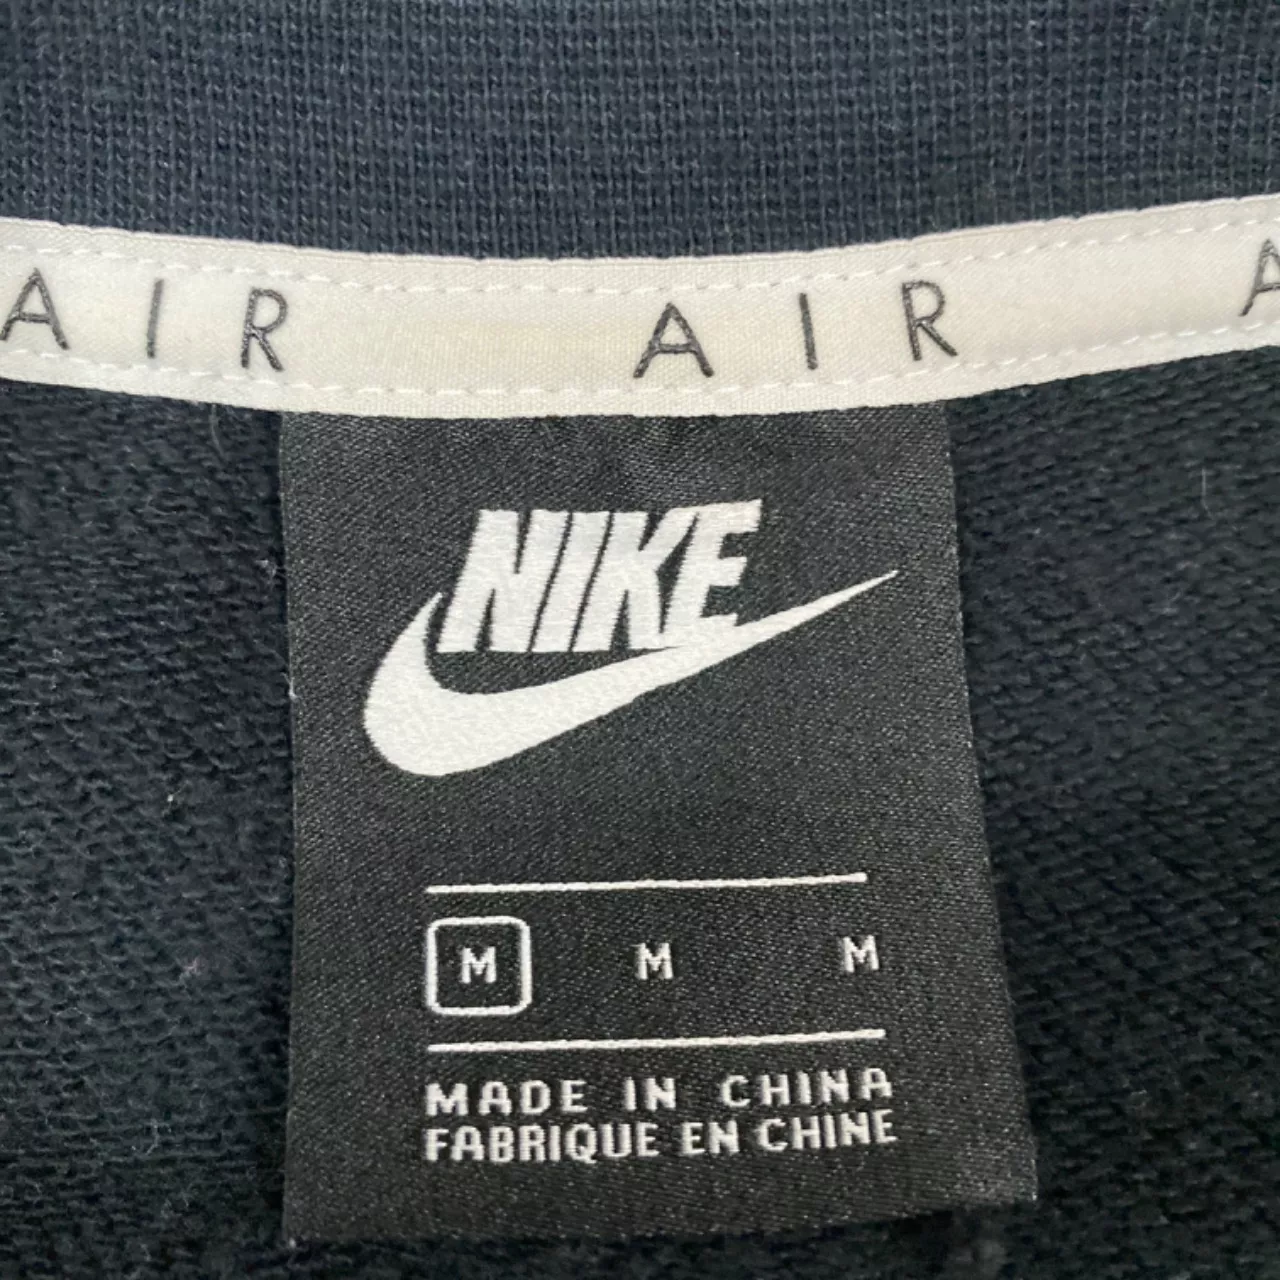 AIR AIR A
NIKE
M M M
MADE IN CHINA
FABRIQUE EN CHINE